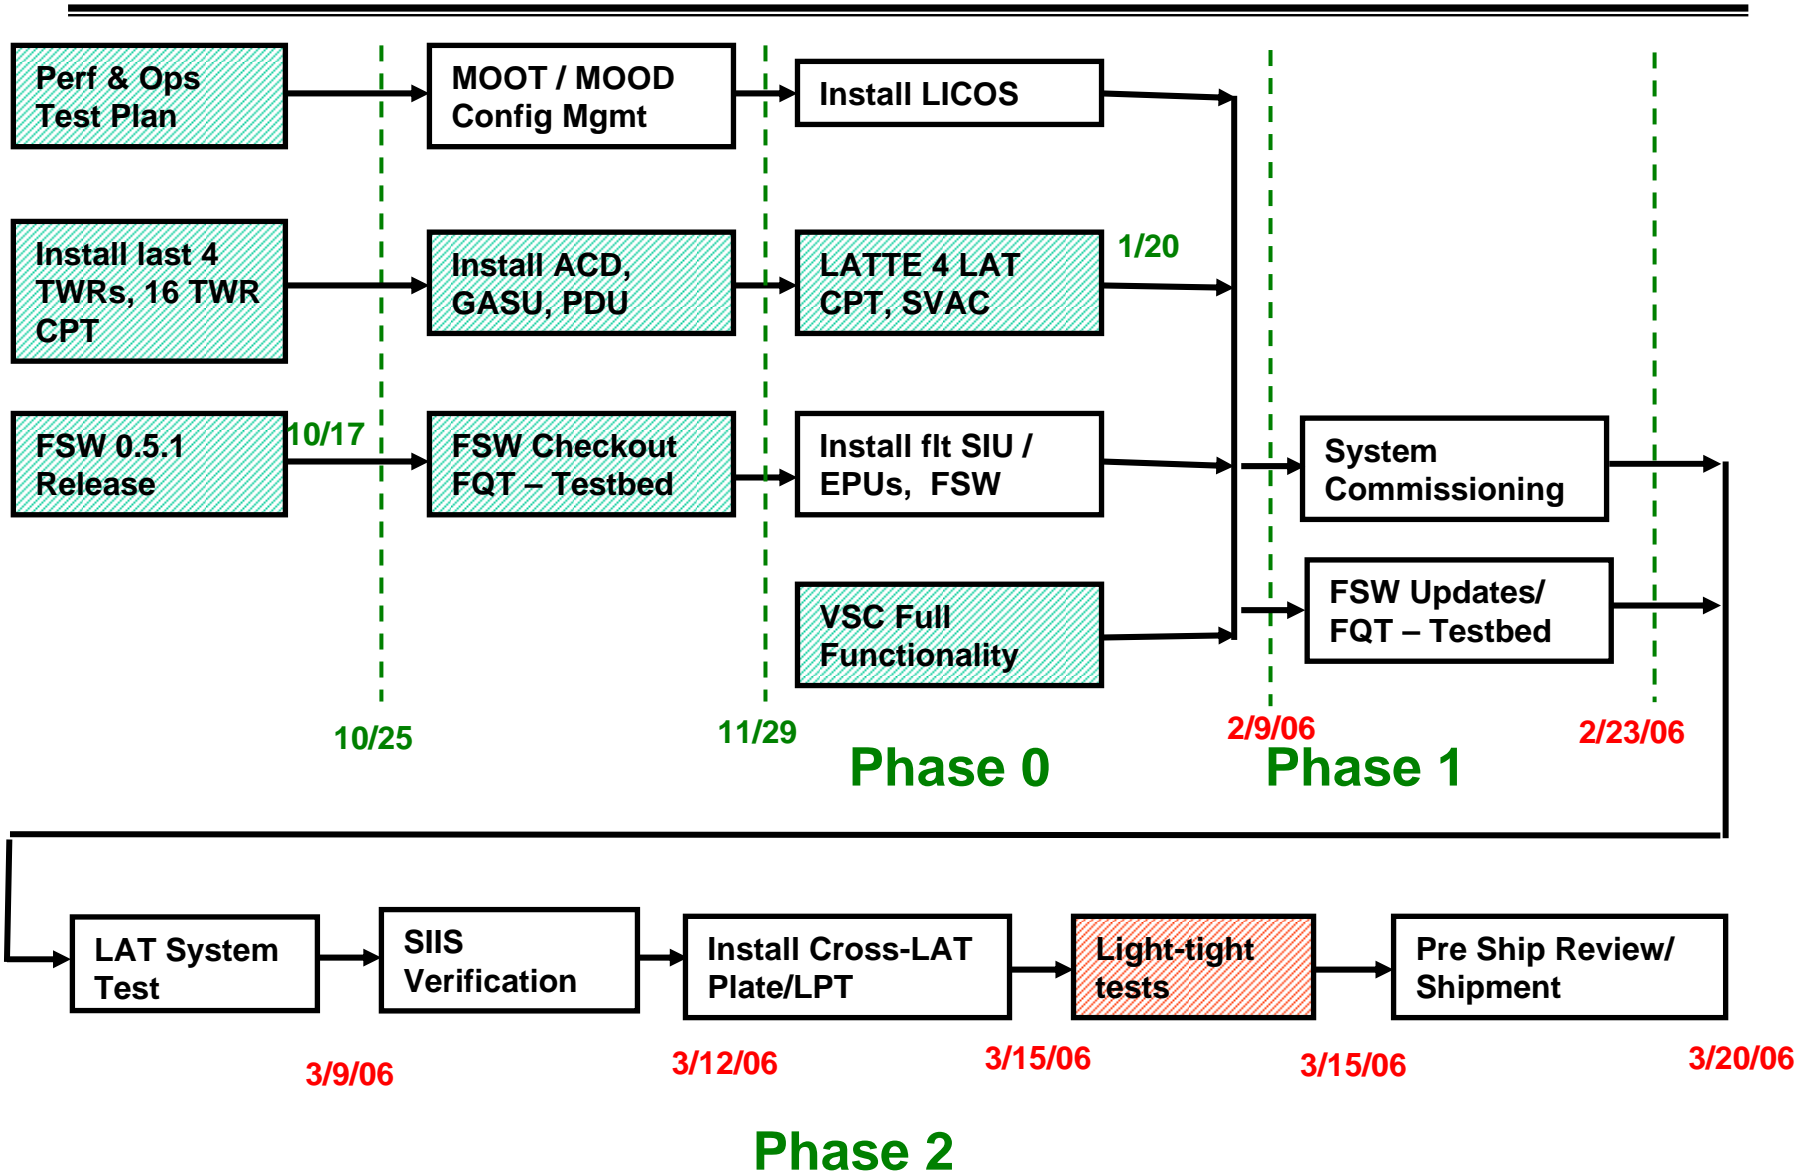 Perf & Ops
Test Plan
MOOT / MOOD
Config Mgmt
Install LICOS
Install last 4
TWRs, 16 TWR
CPT
Install ACD,
GASU, PDU
LATTE 4 LAT
CPT, SVAC
1/20
FSW 0.5.1
Release
10/17
FSW Checkout
FQT – Testbed
Install flt SIU /
EPUs, FSW
System
Commissioning
VSC Full
Functionality
FSW Updates/
FQT – Testbed
10/25
11/29
2/9/06
2/23/06
Phase 0
Phase 1
LAT System
Test
SIIS
Verification
Install Cross-LAT
Plate/LPT
Light-tight
tests
Pre Ship Review/
Shipment
3/9/06
3/12/06
3/15/06
3/15/06
3/20/06
Phase 2